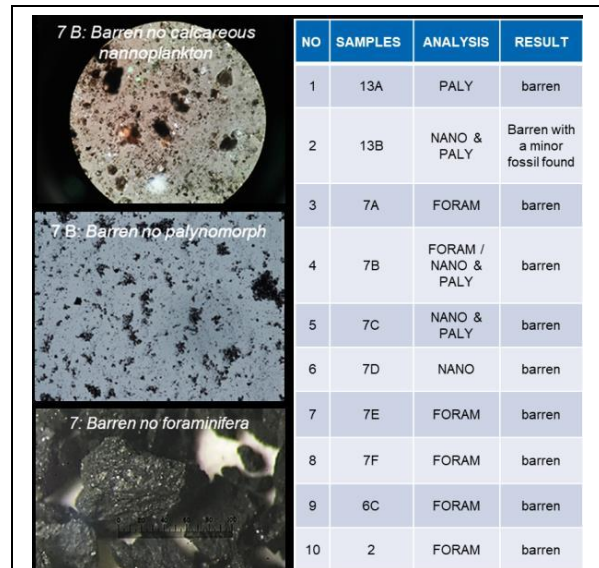 7 B: Barren no calcareous
nannoplankton
7 B: Barren no palynomorph
7: Barren no foraminifera
NO SAMPLES ANALYSIS RESULT
1 13A PALY barren
2 13B NANO & PALY Barren with a minor fossil found
3 7A FORAM barren
4 7B FORAM / NANO & PALY barren
5 7C NANO & PALY barren
6 7D NANO barren
7 7E FORAM barren
8 7F FORAM barren
9 6C FORAM barren
10 2 FORAM barren